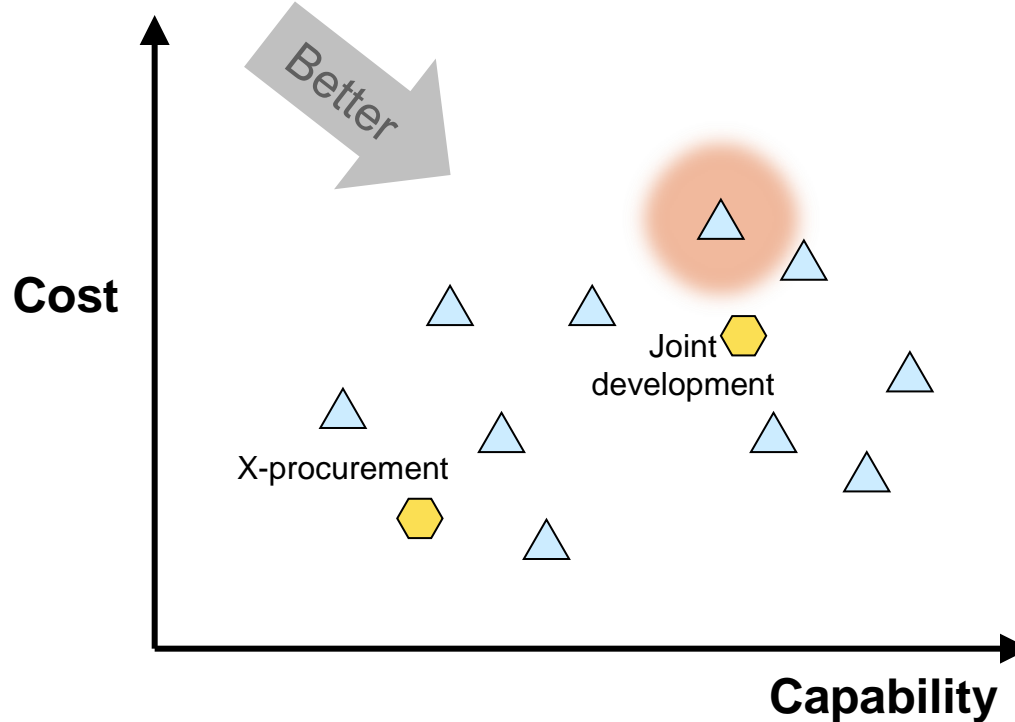 Better
Cost
Joint
development
X-procurement
Capability